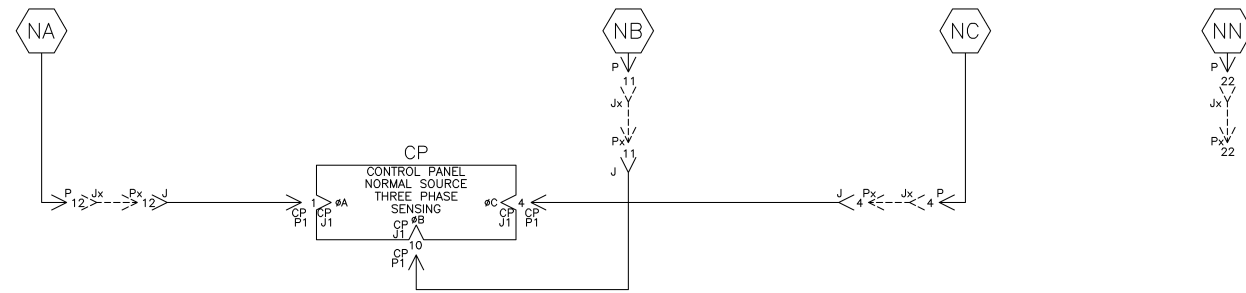 NA
NB
NC
NN
P
11
Jx
Px
11
J
P
22
Jx
Px
22
CP
CONTROL PANEL
NORMAL SOURCE
THREE PHASE
SENSING
P 12 Jx Px 12 J
1 øA
CP P1
CP J1
øB
CP J1
10
CP P1
øC 4
CP J1
CP P1
J 4 Px Jx 4 P